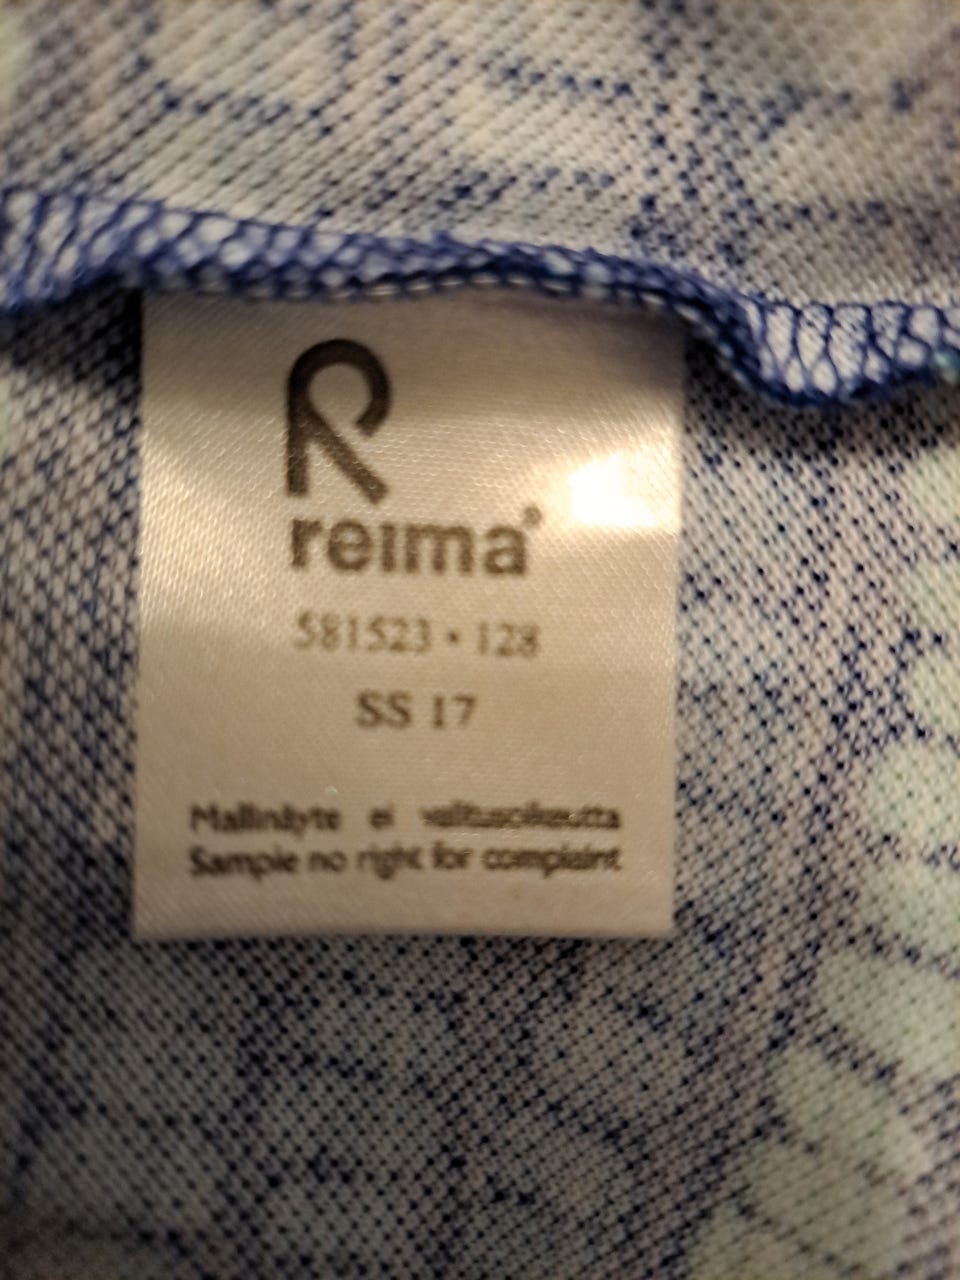 reima®
581523 • 128
SS 17
Mallinäyte ei valitusoikeutta
Sample no right for complaint